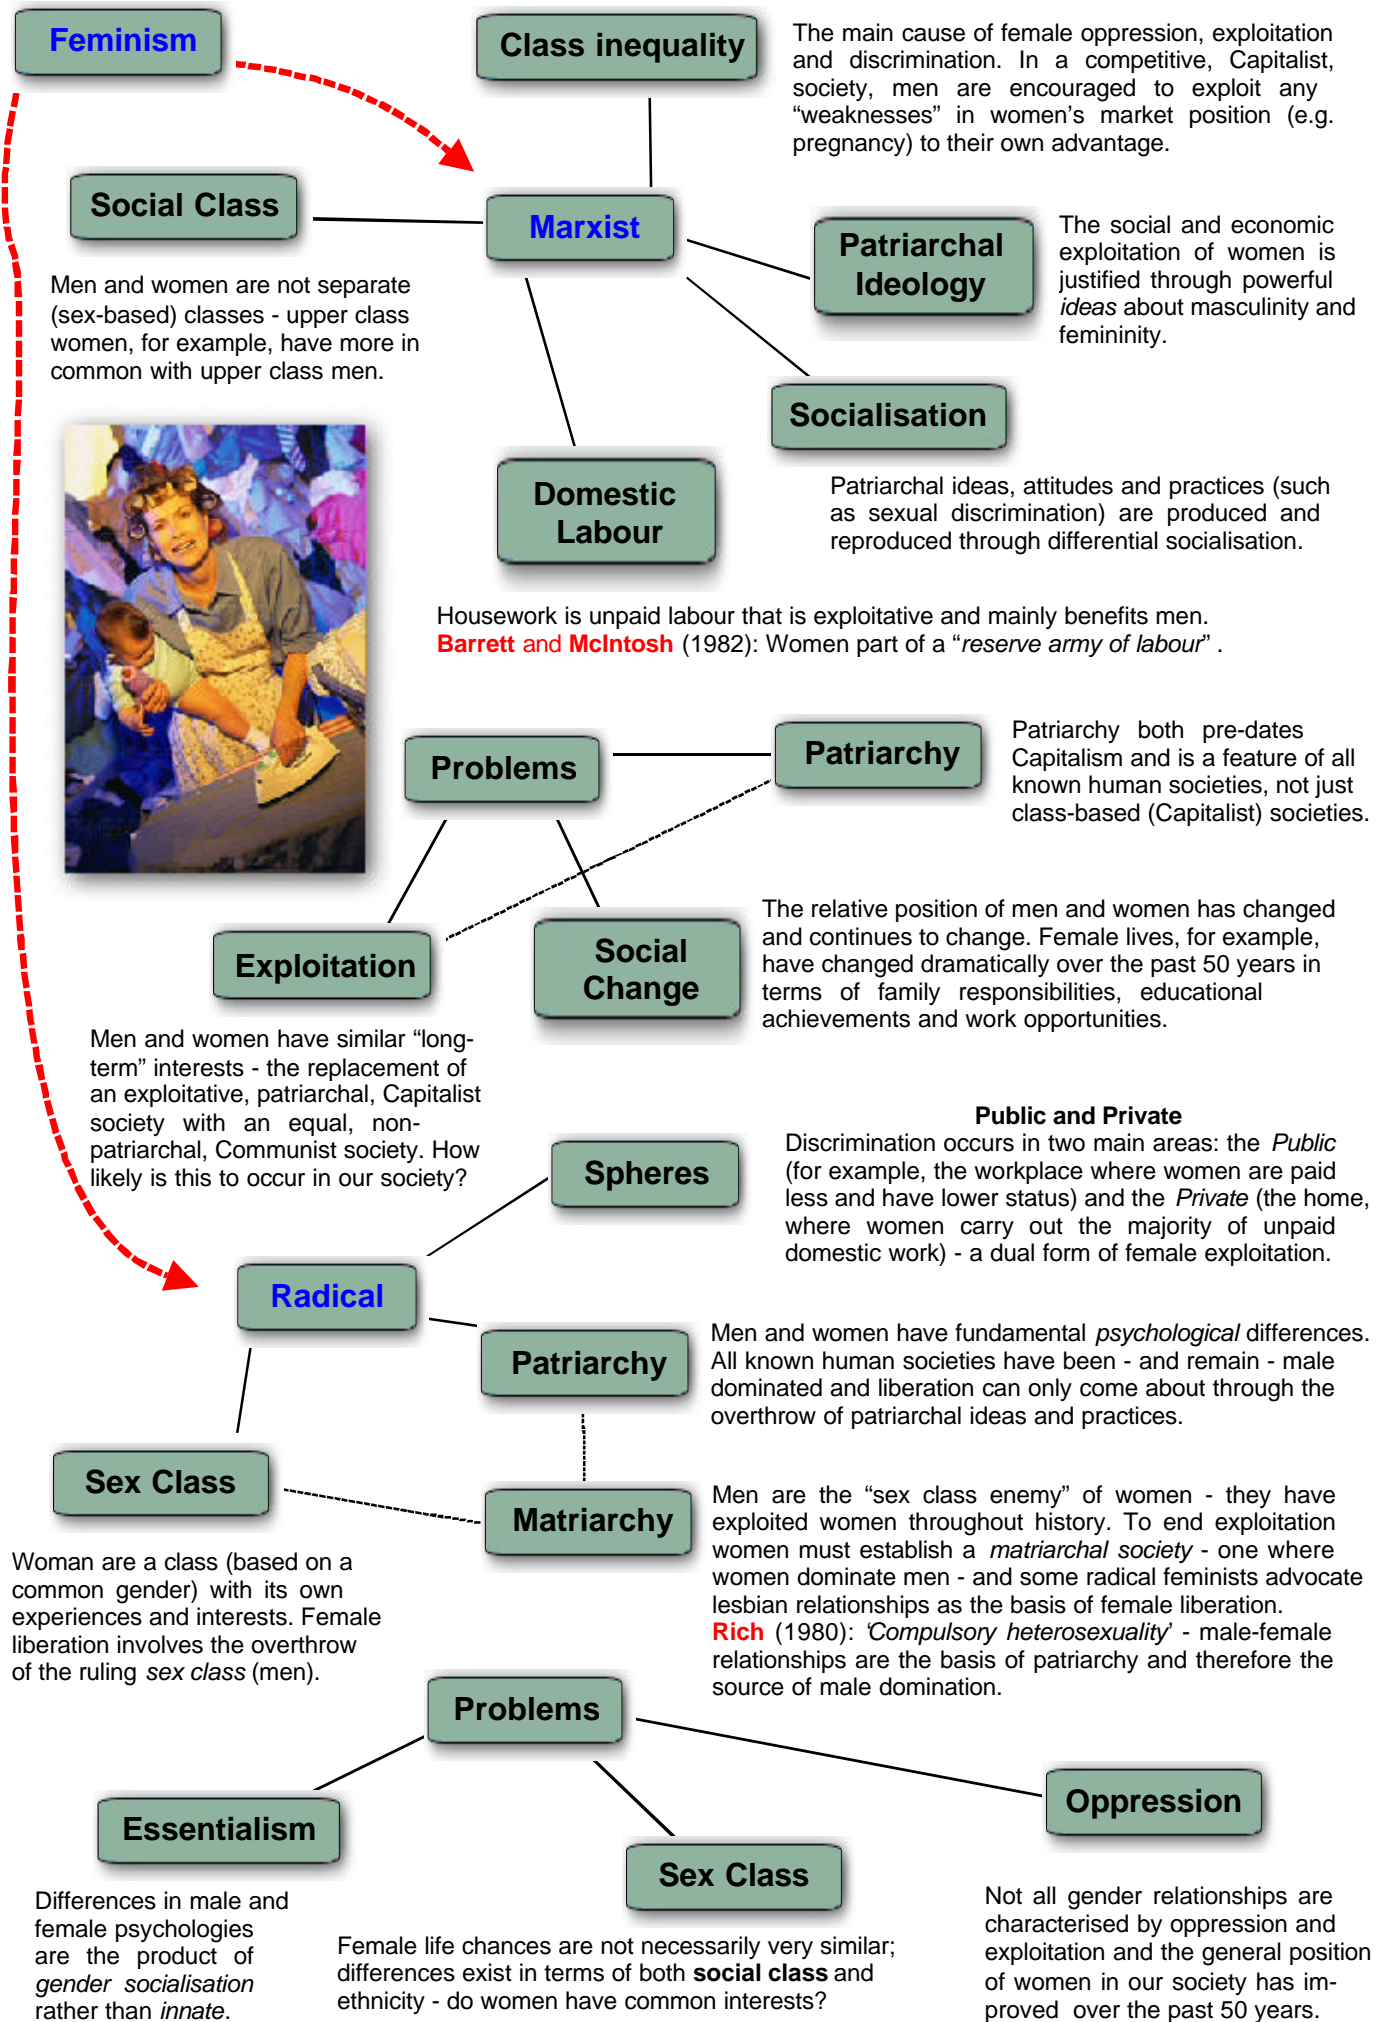 Feminism
Class inequality
The main cause of female oppression, exploitation
and discrimination. In a competitive, Capitalist,
society, men are encouraged to exploit any
“weaknesses” in women’s market position (e.g.
pregnancy) to their own advantage.
Social Class
Marxist
Men and women are not separate
(sex-based) classes - upper class
women, for example, have more in
common with upper class men.
Patriarchal
Ideology
The social and economic
exploitation of women is
justified through powerful
ideas about masculinity and
femininity.
Socialisation
Patriarchal ideas, attitudes and practices (such
as sexual discrimination) are produced and
reproduced through differential socialisation.
Domestic
Labour
Housework is unpaid labour that is exploitative and mainly benefits men.
Barrett and McIntosh (1982): Women part of a “reserve army of labour” .
Problems
Patriarchy
Patriarchy both pre-dates
Capitalism and is a feature of all
known human societies, not just
class-based (Capitalist) societies.
Exploitation
Men and women have similar “long-
term” interests - the replacement of
an exploitative, patriarchal, Capitalist
society with an equal, non-
patriarchal, Communist society. How
likely is this to occur in our society?
Social
Change
The relative position of men and women has changed
and continues to change. Female lives, for example,
have changed dramatically over the past 50 years in
terms of family responsibilities, educational
achievements and work opportunities.
Spheres
Public and Private
Discrimination occurs in two main areas: the Public
(for example, the workplace where women are paid
less and have lower status) and the Private (the home,
where women carry out the majority of unpaid
domestic work) - a dual form of female exploitation.
Radical
Patriarchy
Men and women have fundamental psychological differences.
All known human societies have been - and remain - male
dominated and liberation can only come about through the
overthrow of patriarchal ideas and practices.
Sex Class
Woman are a class (based on a
common gender) with its own
experiences and interests. Female
liberation involves the overthrow
of the ruling sex class (men).
Matriarchy
Men are the “sex class enemy” of women - they have
exploited women throughout history. To end exploitation
women must establish a matriarchal society - one where
women dominate men - and some radical feminists advocate
lesbian relationships as the basis of female liberation.
Rich (1980): ‘Compulsory heterosexuality’ - male-female
relationships are the basis of patriarchy and therefore the
source of male domination.
Problems
Essentialism
Differences in male and
female psychologies
are the product of
gender socialisation
rather than innate.
Sex Class
Female life chances are not necessarily very similar;
differences exist in terms of both social class and
ethnicity - do women have common interests?
Oppression
Not all gender relationships are
characterised by oppression and
exploitation and the general position
of women in our society has im-
proved over the past 50 years.